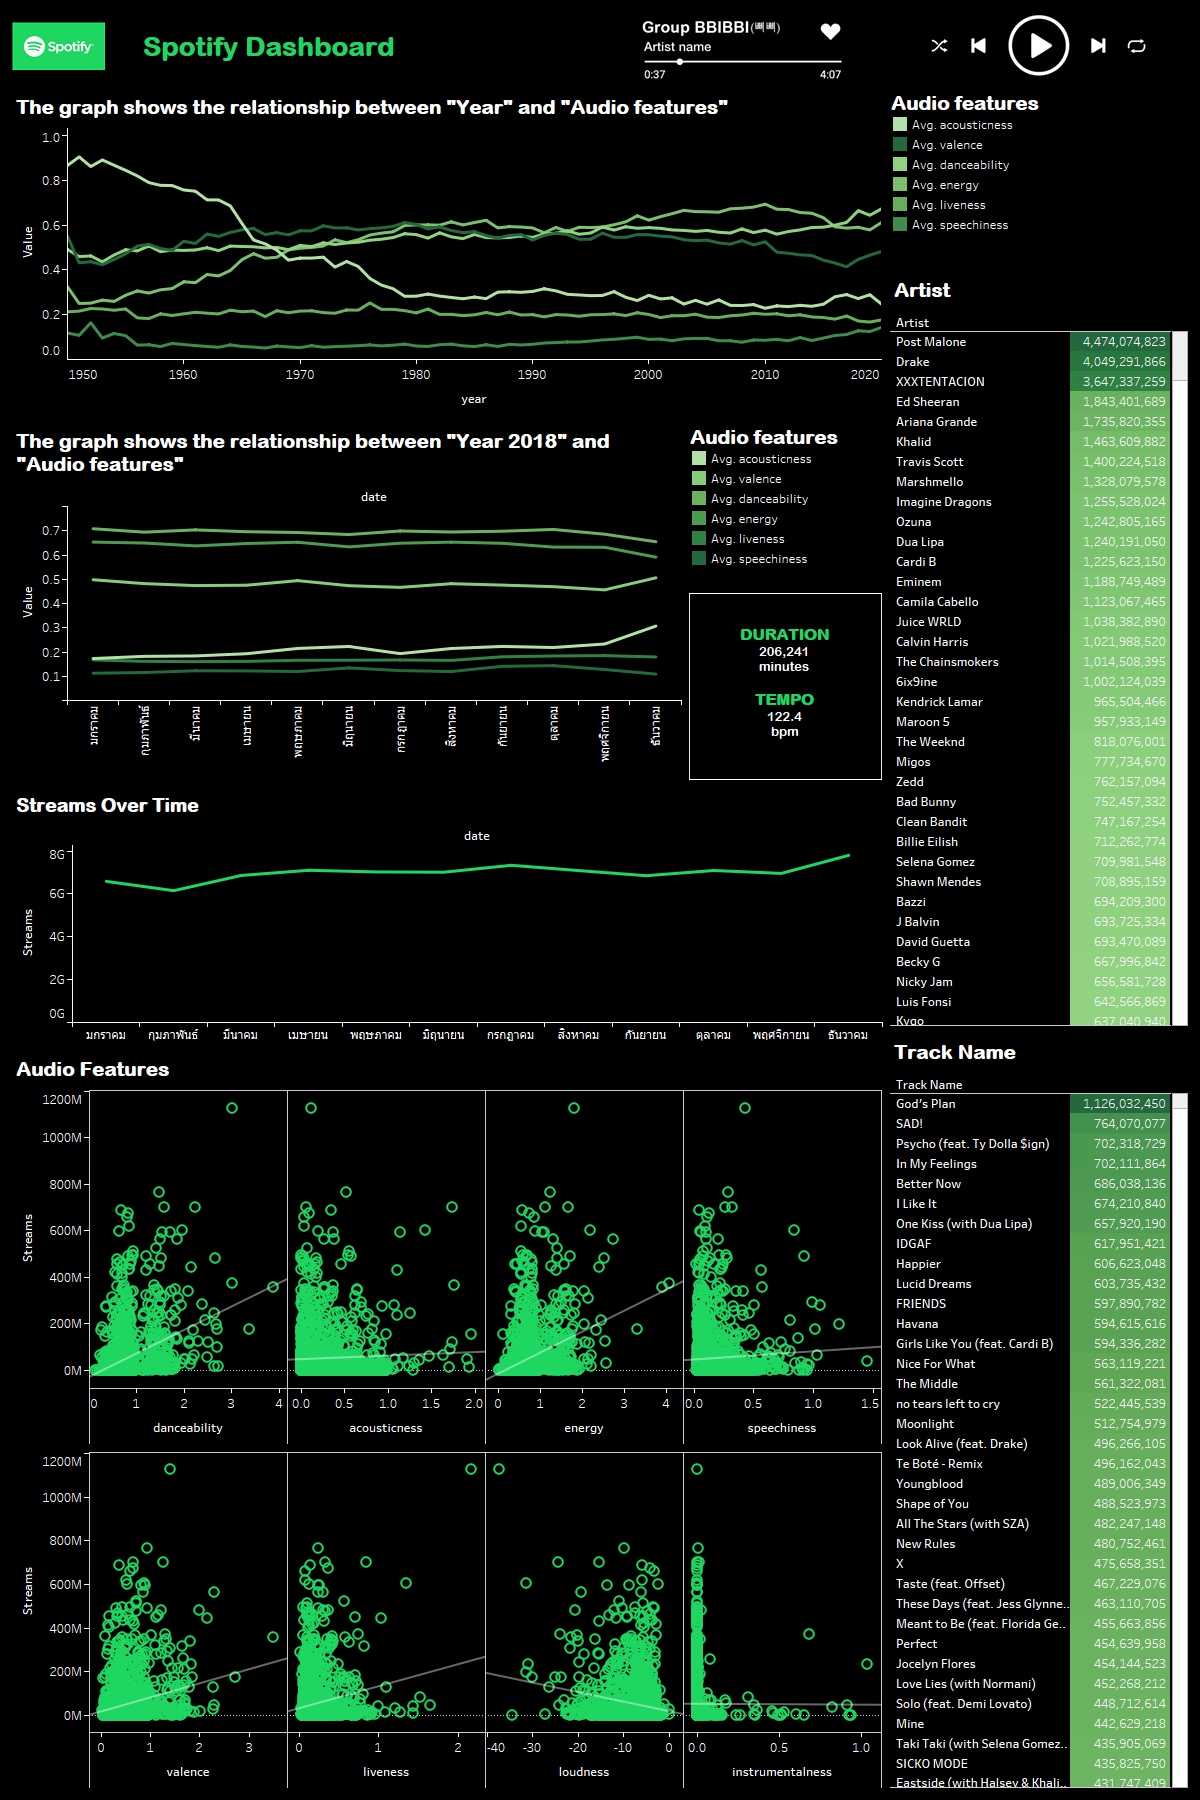 Spotify
Spotify Dashboard
Group BBIBBI(삐삐)
Artist name
0:37
4:07
The graph shows the relationship between "Year" and "Audio features"
1.0
0.8
0.6
0.4
0.2
0.0
Value
1950
1960
1970
1980
1990
2000
2010
2020
year
Audio features
Avg. acousticness
Avg. valence
Avg. danceability
Avg. energy
Avg. liveness
Avg. speechiness
The graph shows the relationship between "Year 2018" and
"Audio features"
date
0.7
0.6
0.5
0.4
0.3
0.2
0.1
Value
มกราคม
กุมภาพันธ์
มีนาคม
เมษายน
พฤษภาคม
มิถุนายน
กรกฎาคม
สิงหาคม
กันยายน
ตุลาคม
พฤศจิกายน
ธันวาคม
Audio features
Avg. acousticness
Avg. valence
Avg. danceability
Avg. energy
Avg. liveness
Avg. speechiness
DURATION
206,241
minutes
TEMPO
122.4
bpm
Streams Over Time
date
8G
6G
4G
2G
0G
Streams
มกราคม
กุมภาพันธ์
มีนาคม
เมษายน
พฤษภาคม
มิถุนายน
กรกฎาคม
สิงหาคม
กันยายน
ตุลาคม
พฤศจิกายน
ธันวาคม
Artist
Artist
Post Malone 4,474,074,823
Drake 4,049,291,866
XXXTENTACION 3,647,337,259
Ed Sheeran 1,843,401,689
Ariana Grande 1,735,820,355
Khalid 1,463,609,882
Travis Scott 1,400,224,518
Marshmello 1,328,079,578
Imagine Dragons 1,255,528,024
Ozuna 1,242,805,165
Dua Lipa 1,240,191,050
Cardi B 1,225,623,150
Eminem 1,188,749,489
Camila Cabello 1,123,067,465
Juice WRLD 1,038,382,890
Calvin Harris 1,021,988,520
The Chainsmokers 1,014,508,395
6ix9ine 1,002,124,039
Kendrick Lamar 965,504,466
Maroon 5 957,933,149
The Weeknd 818,076,001
Migos 777,734,670
Zedd 762,157,094
Bad Bunny 752,457,332
Clean Bandit 747,167,254
Billie Eilish 712,262,774
Selena Gomez 709,981,548
Shawn Mendes 708,895,159
Bazzi 694,209,300
J Balvin 693,725,334
David Guetta 693,470,089
Becky G 667,996,842
Nicky Jam 656,581,728
Luis Fonsi 642,566,869
Kygo 637,040,940
Audio Features
1200M
1000M
800M
600M
400M
200M
0M
Streams
0 1 2 3 4
danceability
0.0 0.5 1.0 1.5 2.0
acousticness
0 1 2 3 4
energy
0.0 0.5 1.0 1.5
speechiness
1200M
1000M
800M
600M
400M
200M
0M
Streams
0 1 2 3
valence
0 1 2
liveness
-40 -30 -20 -10 0
loudness
0.0 0.5 1.0
instrumentalness
Track Name
Track Name
God's Plan 1,126,032,450
SAD! 764,070,077
Psycho (feat. Ty Dolla $ign) 702,318,729
In My Feelings 702,111,864
Better Now 686,038,136
I Like It 674,210,840
One Kiss (with Dua Lipa) 657,920,190
IDGAF 617,951,421
Happier 606,623,048
Lucid Dreams 603,735,432
FRIENDS 597,890,782
Havana 594,615,616
Girls Like You (feat. Cardi B) 594,336,282
Nice For What 563,119,221
The Middle 561,322,081
no tears left to cry 522,445,539
Moonlight 512,754,979
Look Alive (feat. Drake) 496,266,105
Te Boté - Remix 496,162,043
Youngblood 489,006,349
Shape of You 488,523,973
All The Stars (with SZA) 482,247,148
New Rules 480,752,461
X 475,658,351
Taste (feat. Offset) 467,229,076
These Days (feat. Jess Glynne.. 463,110,705
Meant to Be (feat. Florida Ge.. 455,663,856
Perfect 454,639,958
Jocelyn Flores 454,144,523
Love Lies (with Normani) 452,268,212
Solo (feat. Demi Lovato) 448,712,614
Mine 442,629,218
Taki Taki (with Selena Gomez.. 435,905,069
SICKO MODE 435,825,750
Eastside (with Halsey & Khali.. 431,747,409